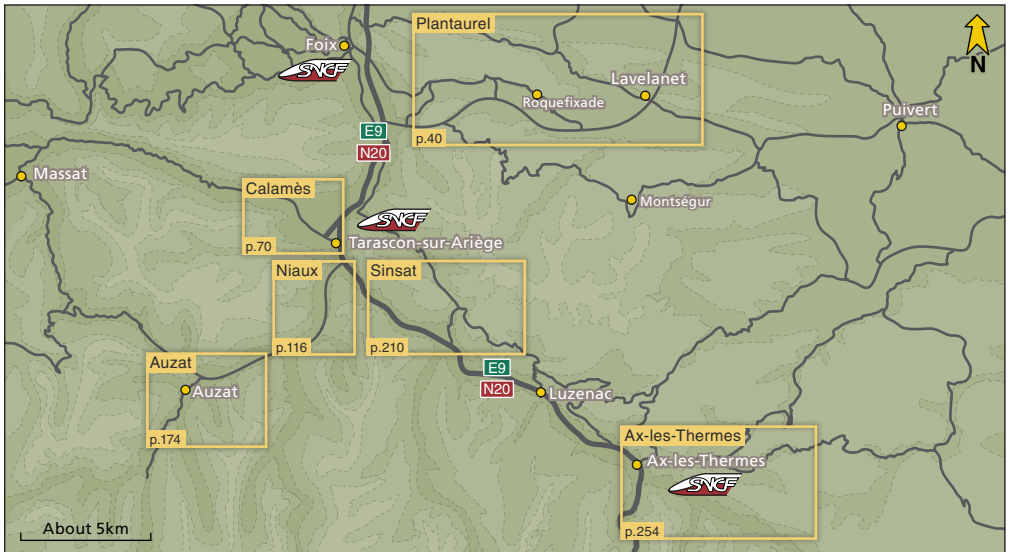 Plantaurel
N
Foix
SNCF
Lavelanet
Roquefixade
Puivert
E9
p.40
N20
Massat
Calamès
Montségur
SNCF
p.70
Tarascon-sur-Ariège
Niaux
Sinsat
p.116
p.210
Auzat
E9
Auzat
N20
Luzenac
p.174
Ax-les-Thermes
Ax-les-Thermes
SNCF
About 5km
p.254